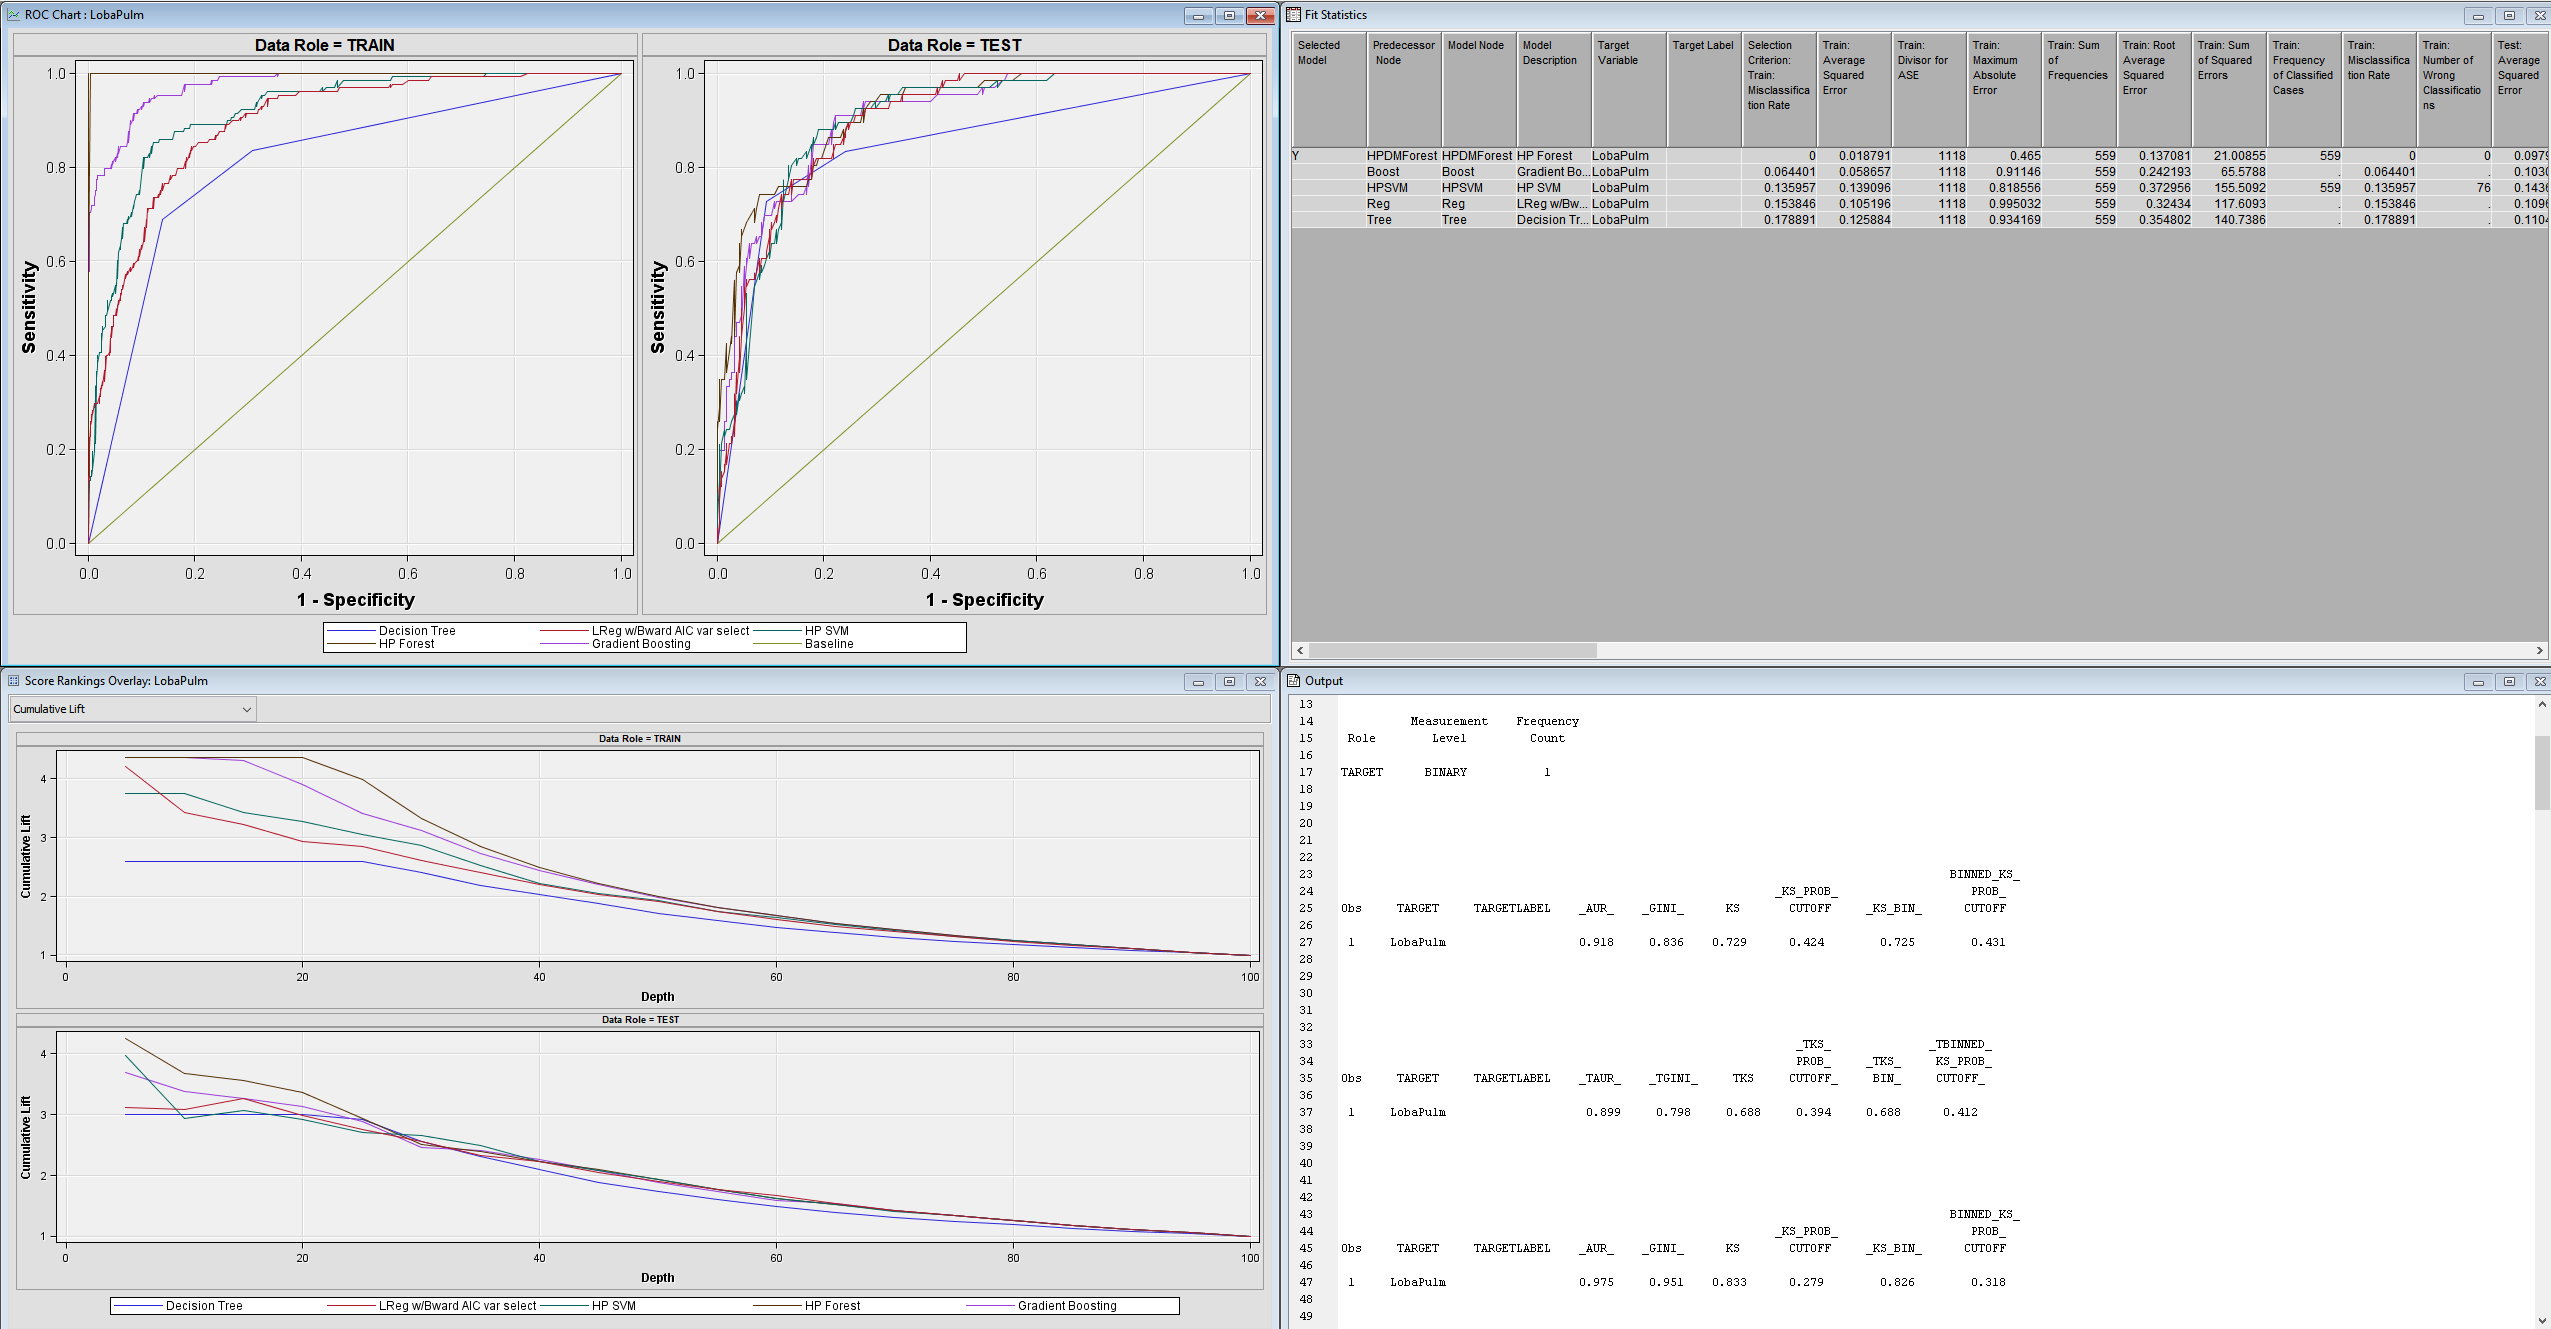 ROC Chart : LobaPulm
Data Role = TRAIN
Data Role = TEST
Sensitivity
1.0
0.8
0.6
0.4
0.2
0.0
0.0 0.2 0.4 0.6 0.8 1.0
1 - Specificity
Sensitivity
1.0
0.8
0.6
0.4
0.2
0.0
0.0 0.2 0.4 0.6 0.8 1.0
1 - Specificity
Decision Tree LReg w/Bward AIC var select HP SVM
HP Forest Gradient Boosting Baseline
Fit Statistics
Selected Model Predecessor Node Model Node Model Description Target Variable Target Label Selection Criterion: Train: Misclassifica tion Rate Train: Average Squared Error Train: Divisor for ASE Train: Maximum Absolute Error Train: Sum of Frequencies Train: Root Average Squared Error Train: Sum of Squared Errors Train: Frequency of Classified Cases Train: Misclassifica tion Rate Train: Number of Wrong Classificatio ns Test: Average Squared Error
Y HPDMForest HPDMForest HP Forest LobaPulm 0 0.018791 1118 0.465 559 0.137081 21.00855 559 0 0 0.097
Boost Boost Gradient Bo... LobaPulm 0.064401 0.058657 1118 0.91146 559 0.242193 65.5788 . 0.064401 . 0.103
HPSVM HPSVM HP SVM LobaPulm 0.135957 0.139096 1118 0.818556 559 0.372956 155.5092 559 0.135957 76 0.143
Reg Reg LReg w/Bw... LobaPulm 0.153846 0.105196 1118 0.995032 559 0.32434 117.6093 . 0.153846 . 0.109
Tree Tree Decision Tr... LobaPulm 0.178891 0.125884 1118 0.934169 559 0.354802 140.7386 . 0.178891 . 0.110
Score Rankings Overlay: LobaPulm
Cumulative Lift
Data Role = TRAIN
Cumulative Lift
4
3
2
1
0 20 40 60 80 100
Depth
Data Role = TEST
Cumulative Lift
4
3
2
1
0 20 40 60 80 100
Depth
Decision Tree LReg w/Bward AIC var select HP SVM HP Forest Gradient Boosting
Output
13
14 Measurement Frequency
15 Role Level Count
16
17 TARGET BINARY 1
18
19
20
21
22
23 BINNED_KS_
24 _KS_PROB_ PROB_
25 Obs TARGET TARGETLABEL _AUR_ _GINI_ KS CUTOFF _KS_BIN_ CUTOFF
26
27 1 LobaPulm 0.918 0.836 0.729 0.424 0.725 0.431
28
29
30
31
32
33 _TKS_ _TBINNED_
34 PROB_ _TKS_ KS_PROB_
35 Obs TARGET TARGETLABEL _TAUR_ _TGINI_ TKS CUTOFF_ BIN_ CUTOFF_
36
37 1 LobaPulm 0.899 0.798 0.688 0.394 0.688 0.412
38
39
40
41
42
43 BINNED_KS_
44 _KS_PROB_ PROB_
45 Obs TARGET TARGETLABEL _AUR_ _GINI_ KS CUTOFF _KS_BIN_ CUTOFF
46
47 1 LobaPulm 0.975 0.951 0.833 0.279 0.826 0.318
48
49